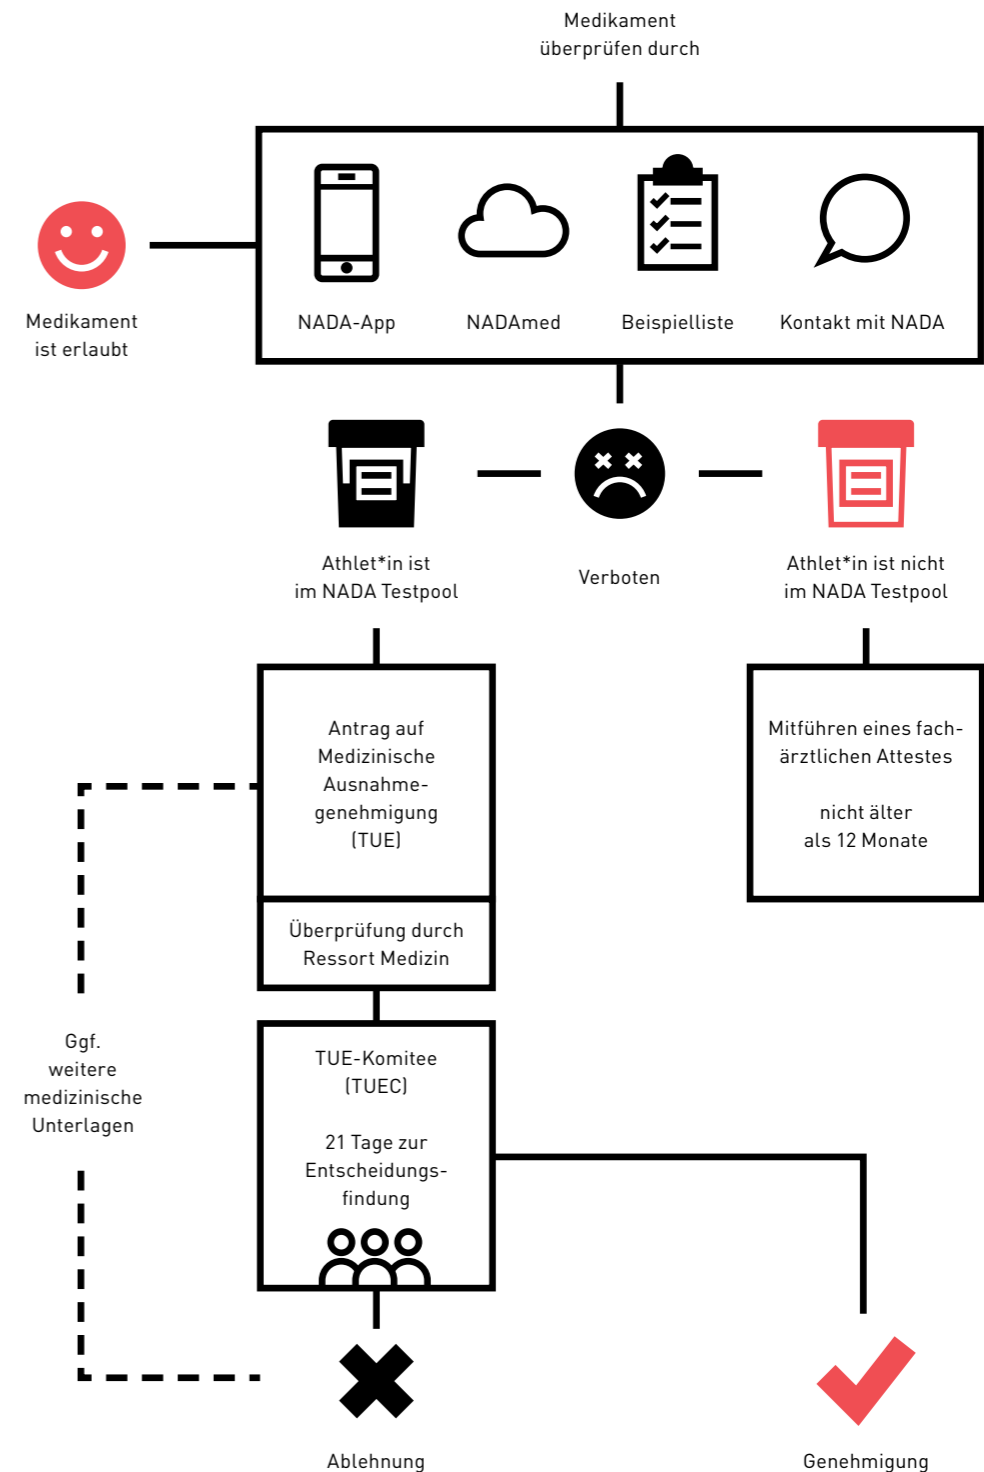 Medikament
überprüfen durch
NADA-App
NADAmed
Beispielliste
Kontakt mit NADA
Medikament
ist erlaubt
Athlet*in ist
im NADA Testpool
Verboten
Athlet*in ist nicht
im NADA Testpool
Antrag auf
Medizinische
Ausnahme-
genehmigung
(TUE)
Mitführen eines fach-
ärztlichen Attestes
nicht älter
als 12 Monate
Überprüfung durch
Ressort Medizin
Ggf.
weitere
medizinische
Unterlagen
TUE-Komitee
(TUEC)
21 Tage zur
Entscheidungs-
findung
Ablehnung
Genehmigung